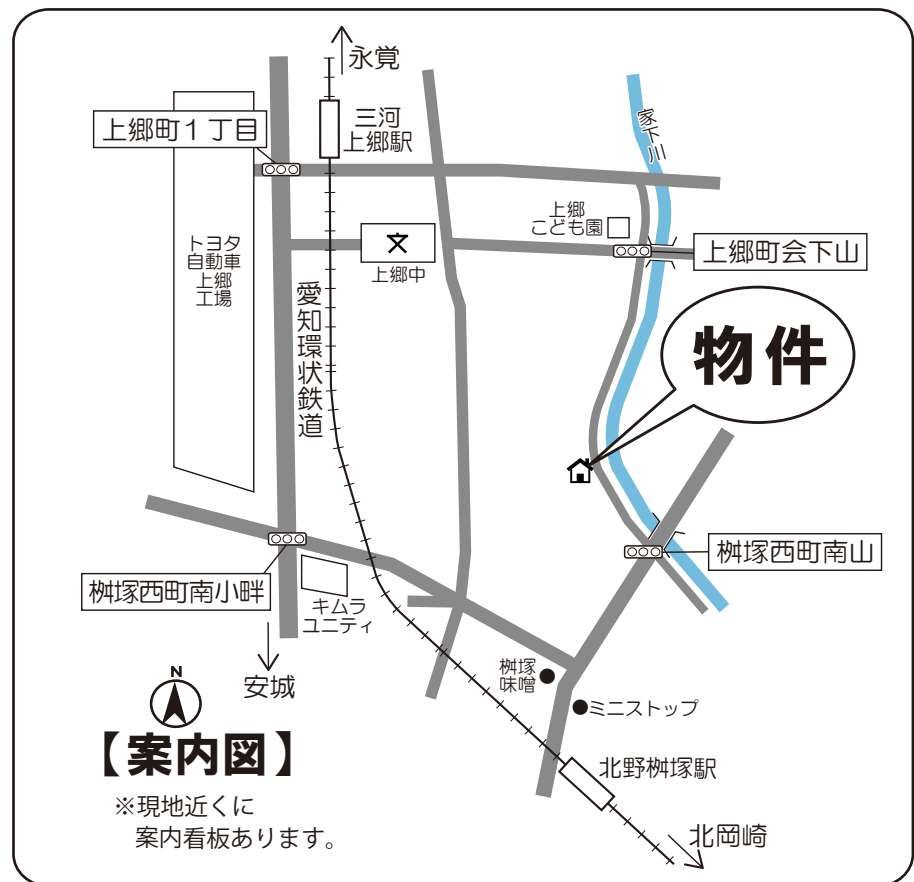 永覚
三河
上郷駅
上郷町1丁目
家下川
上郷
こども園
トヨタ
自動車
上郷
工場
文
上郷中
上郷町会下山
愛知環状鉄道
物件
桝塚西町南山
桝塚西町南小畔
キムラ
ユニティ
安城
桝塚
味噌
ミニストップ
N
【案内図】
北野桝塚駅
※現地近くに
案内看板あります。
北岡崎